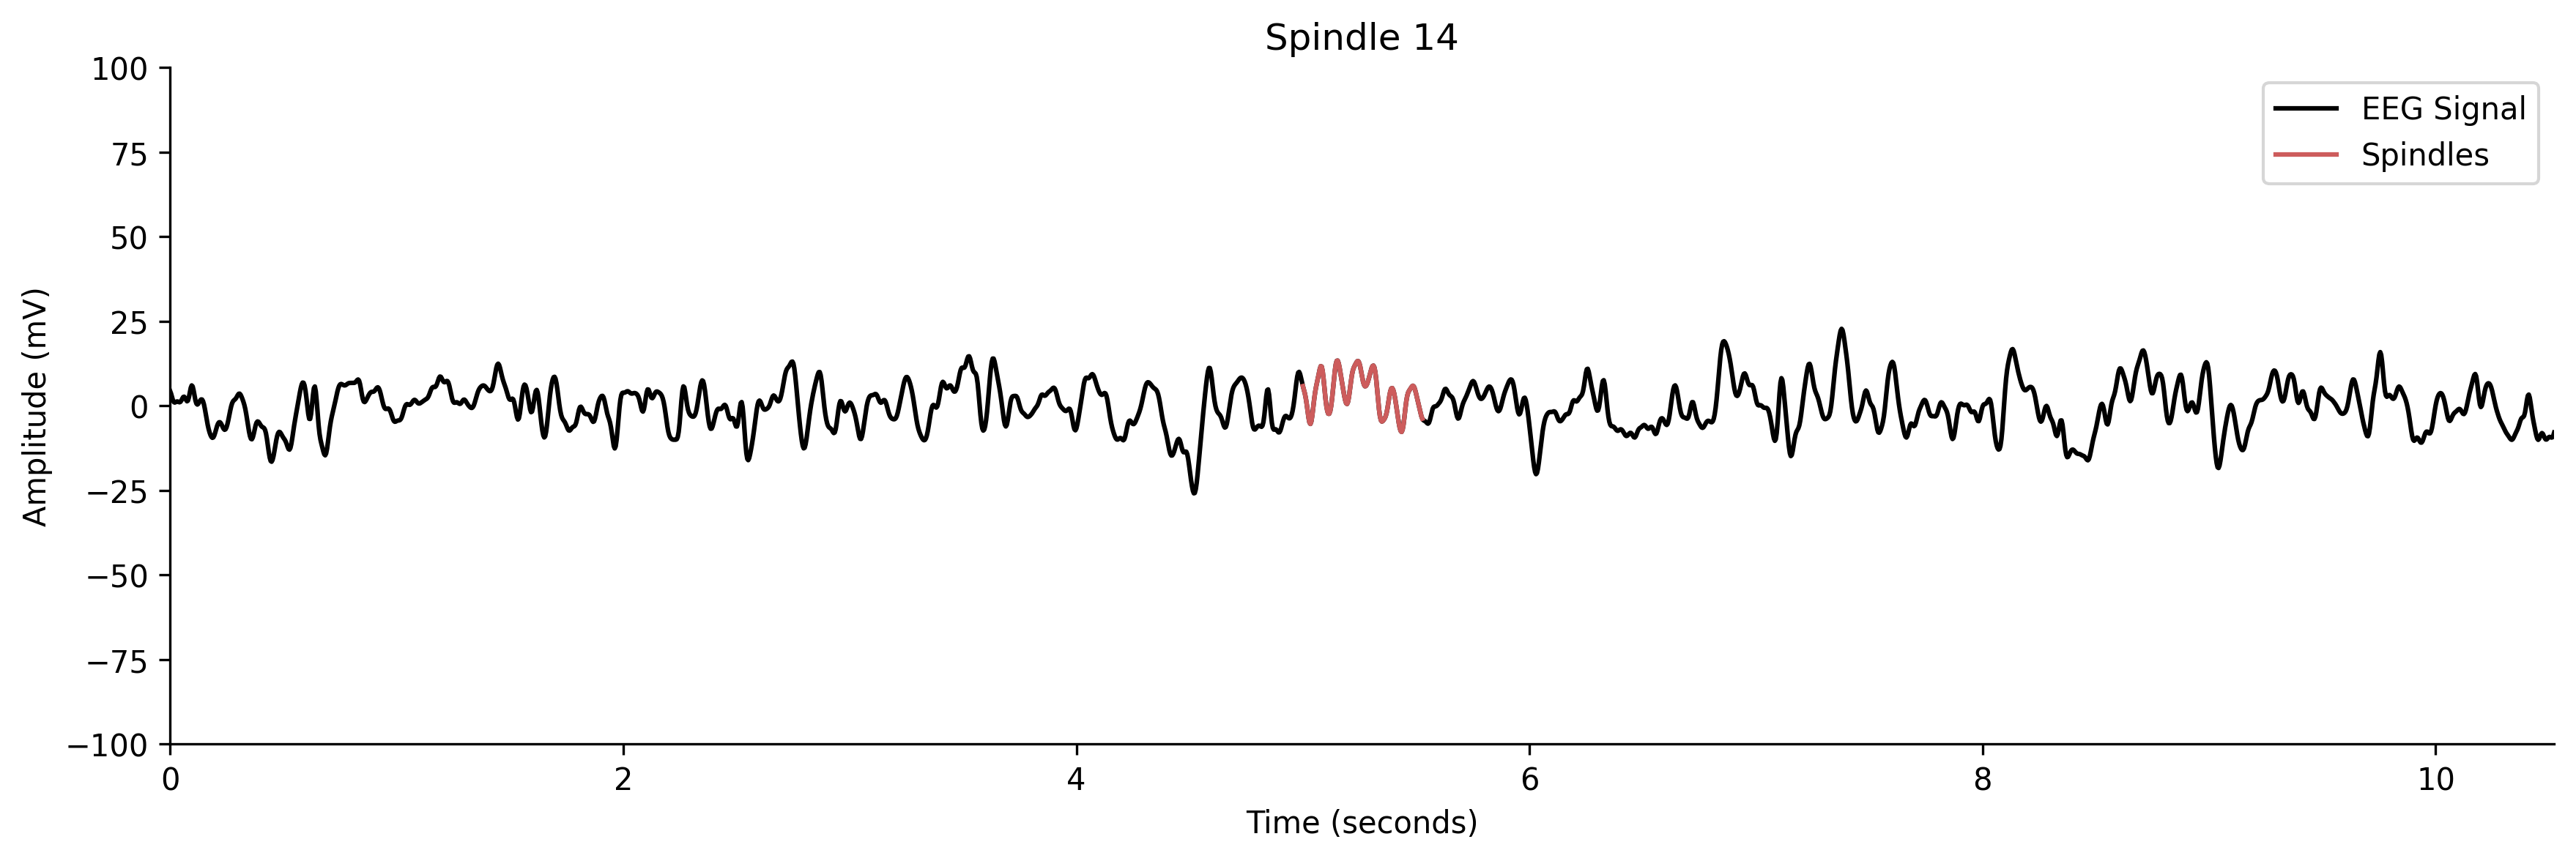 Spindle 14
100
75
50
25
0
−25
−50
−75
−100
Amplitude (mV)
EEG Signal
Spindles
0 2 4 6 8 10
Time (seconds)